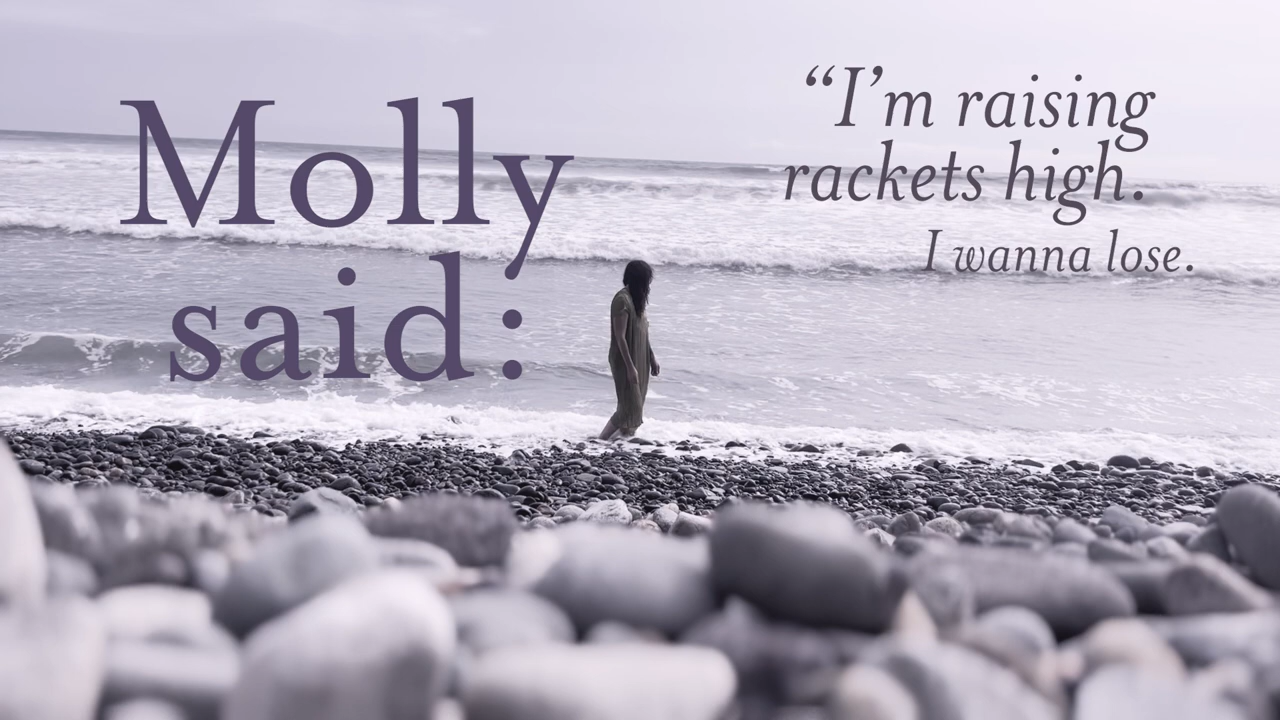 Molly
said:
“I’m raising
rackets high.
I wanna lose.